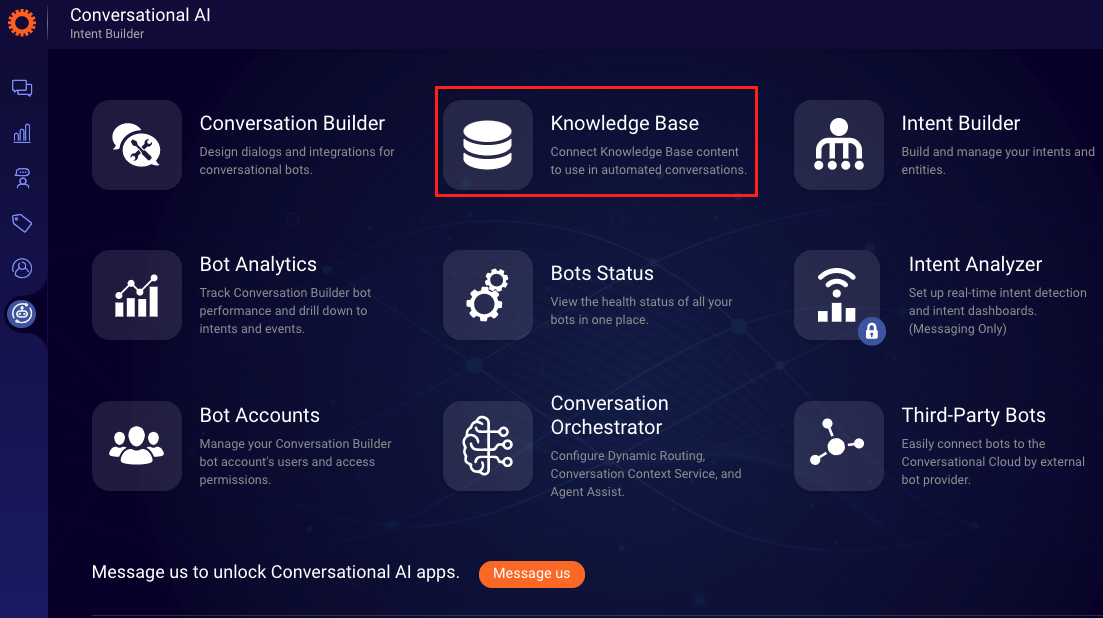 Conversational AI
Intent Builder
Conversation Builder
Design dialogs and integrations for
conversational bots.
Knowledge Base
Connect Knowledge Base content
to use in automated conversations.
Intent Builder
Build and manage your intents and
entities.
Bot Analytics
Track Conversation Builder bot
performance and drill down to
intents and events.
Bots Status
View the health status of all your
bots in one place.
Intent Analyzer
Set up real-time intent detection
and intent dashboards.
(Messaging Only)
Bot Accounts
Manage your Conversation Builder
bot account's users and access
permissions.
Conversation
Orchestrator
Configure Dynamic Routing,
Conversation Context Service, and
Agent Assist.
Third-Party Bots
Easily connect bots to the
Conversational Cloud by external
bot provider.
Message us to unlock Conversational AI apps.
Message us